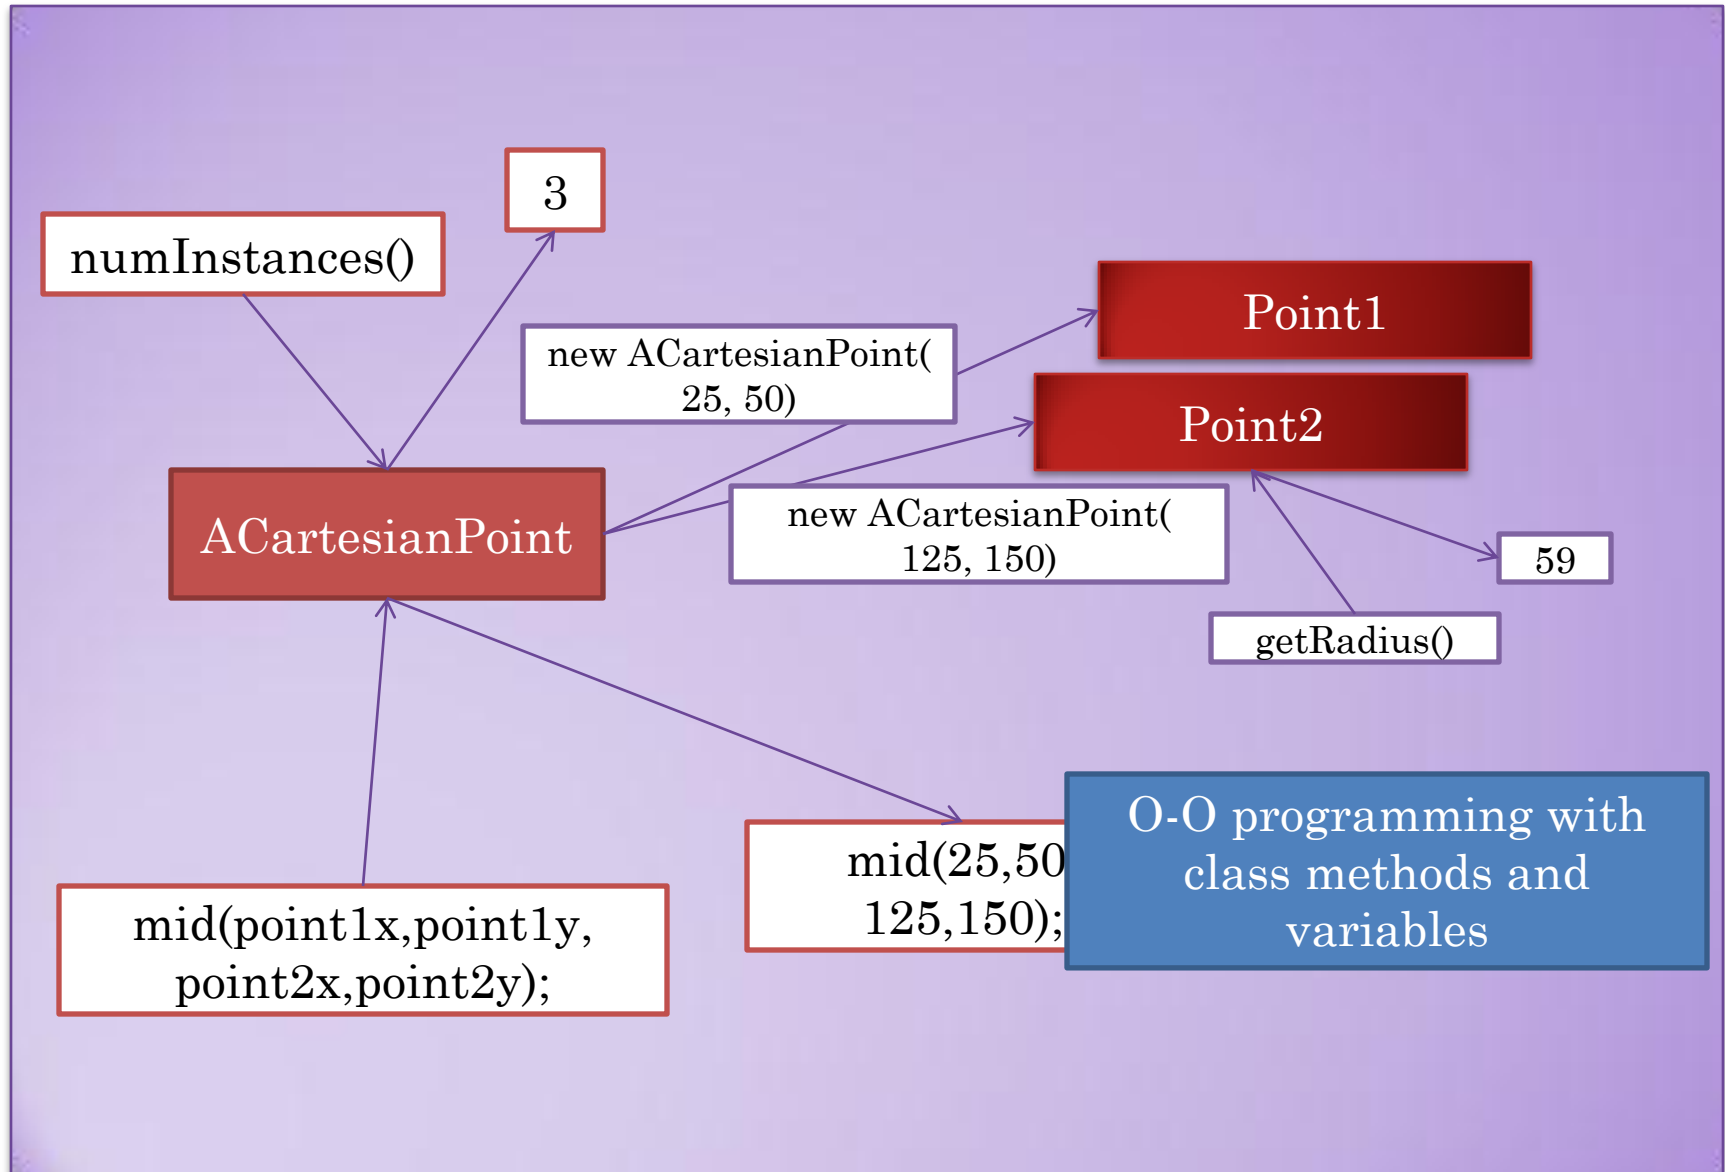 3
numInstances()
Point1
new ACartesianPoint(
25, 50)
Point2
ACartesianPoint
new ACartesianPoint(
125, 150)
59
getRadius()
mid(25,50
125,150);
O-O programming with
class methods and
variables
mid(point1x,point1y,
point2x,point2y);